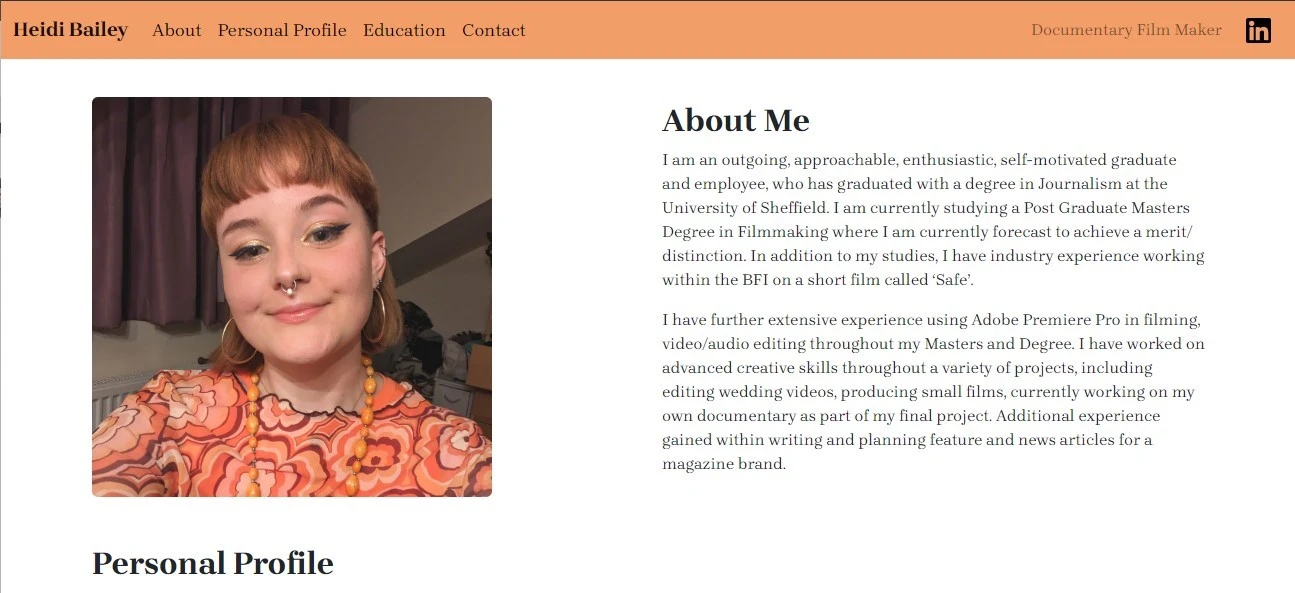 Heidi Bailey About Personal Profile Education Contact Documentary Film Maker in
About Me
I am an outgoing, approachable, enthusiastic, self-motivated graduate
and employee, who has graduated with a degree in Journalism at the
University of Sheffield. I am currently studying a Post Graduate Masters
Degree in Filmmaking where I am currently forecast to achieve a merit/
distinction. In addition to my studies, I have industry experience working
within the BFI on a short film called ‘Safe’.
I have further extensive experience using Adobe Premiere Pro in filming,
video/audio editing throughout my Masters and Degree. I have worked on
advanced creative skills throughout a variety of projects, including
editing wedding videos, producing small films, currently working on my
own documentary as part of my final project. Additional experience
gained within writing and planning feature and news articles for a
magazine brand.
Personal Profile